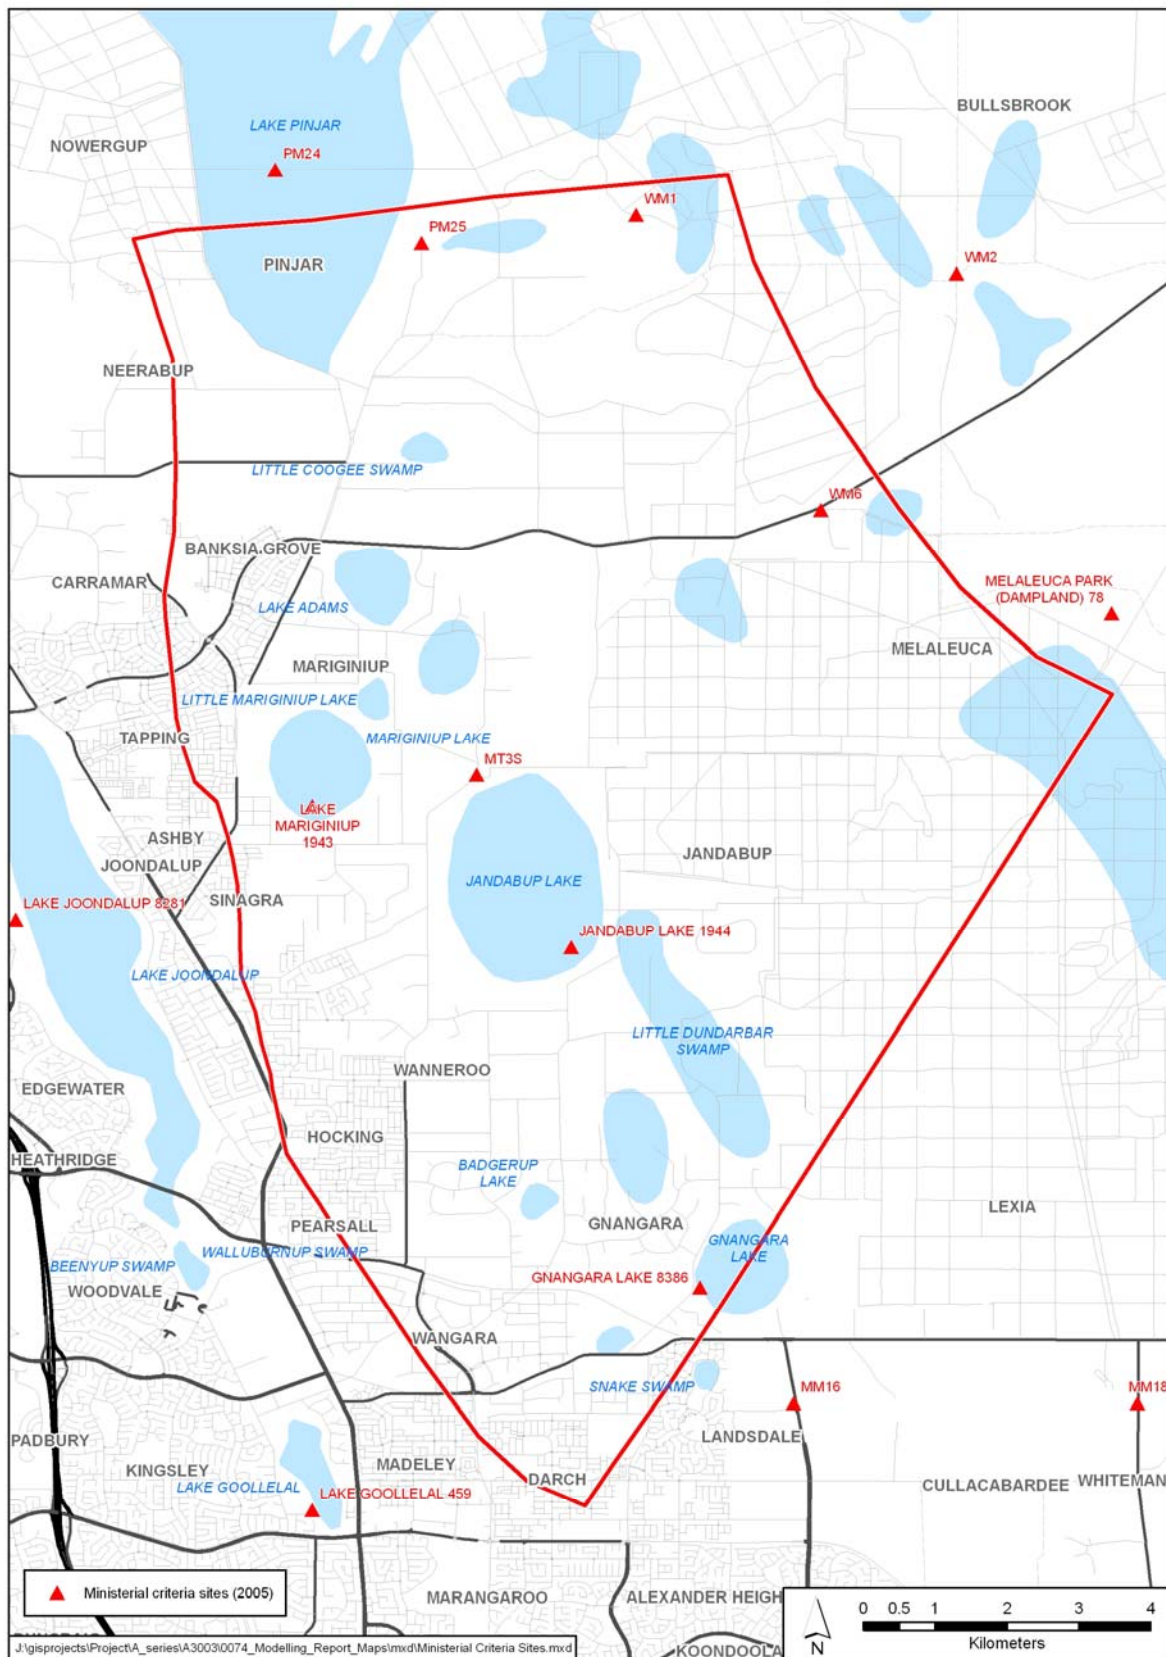 BULLSBROOK
LAKE PINJAR
NOWERGUP
PM24
WM1
PM25
PINJAR
WM2
NEERABUP
LITTLE COOGEE SWAMP
WM6
BANKSIA GROVE
CARRAMAR
MELALEUCA PARK
(DAMPLAND) 78
LAKE ADAMS
MELALEUCA
MARIGINIUP
LITTLE MARIGINIUP LAKE
TAPPING
MARIGINIUP LAKE
MT3S
LAKE
MARIGINIUP
1943
ASHBY
JOONDALUP
JANDABUP
JANDABUP LAKE
SINAGRA
LAKE JOONDALUP 8281
JANDABUP LAKE 1944
LAKE JOONDALUP
LITTLE DUNDARBAR
SWAMP
WANNEROO
EDGEWATER
HOCKING
HEATHRIDGE
BADGERUP
LAKE
LEXIA
PEARSALL
GNANGARA
GNANGARA
LAKE
WALLUBURNUP SWAMP
BEENYUP SWAMP
GNANGARA LAKE 8386
WOODVALE
WANGARA
SNAKE SWAMP
MM16
MM18
LANDSDALE
PADBURY
MADELEY
KINGSLEY
DARCH
CULLACABARDEE
WHITEMAN
LAKE GOOLLELAL
LAKE GOOLLELAL 459
Ministerial criteria sites (2005)
MARANGAROO
ALEXANDER HEIGH
0 0.5 1 2 3 4
Kilometers
N
J:\gisprojects\Project\A_series\A3003\0074_Modelling_Report_Maps\mxd\Ministerial Criteria Sites.mxd
KOONDOOLA